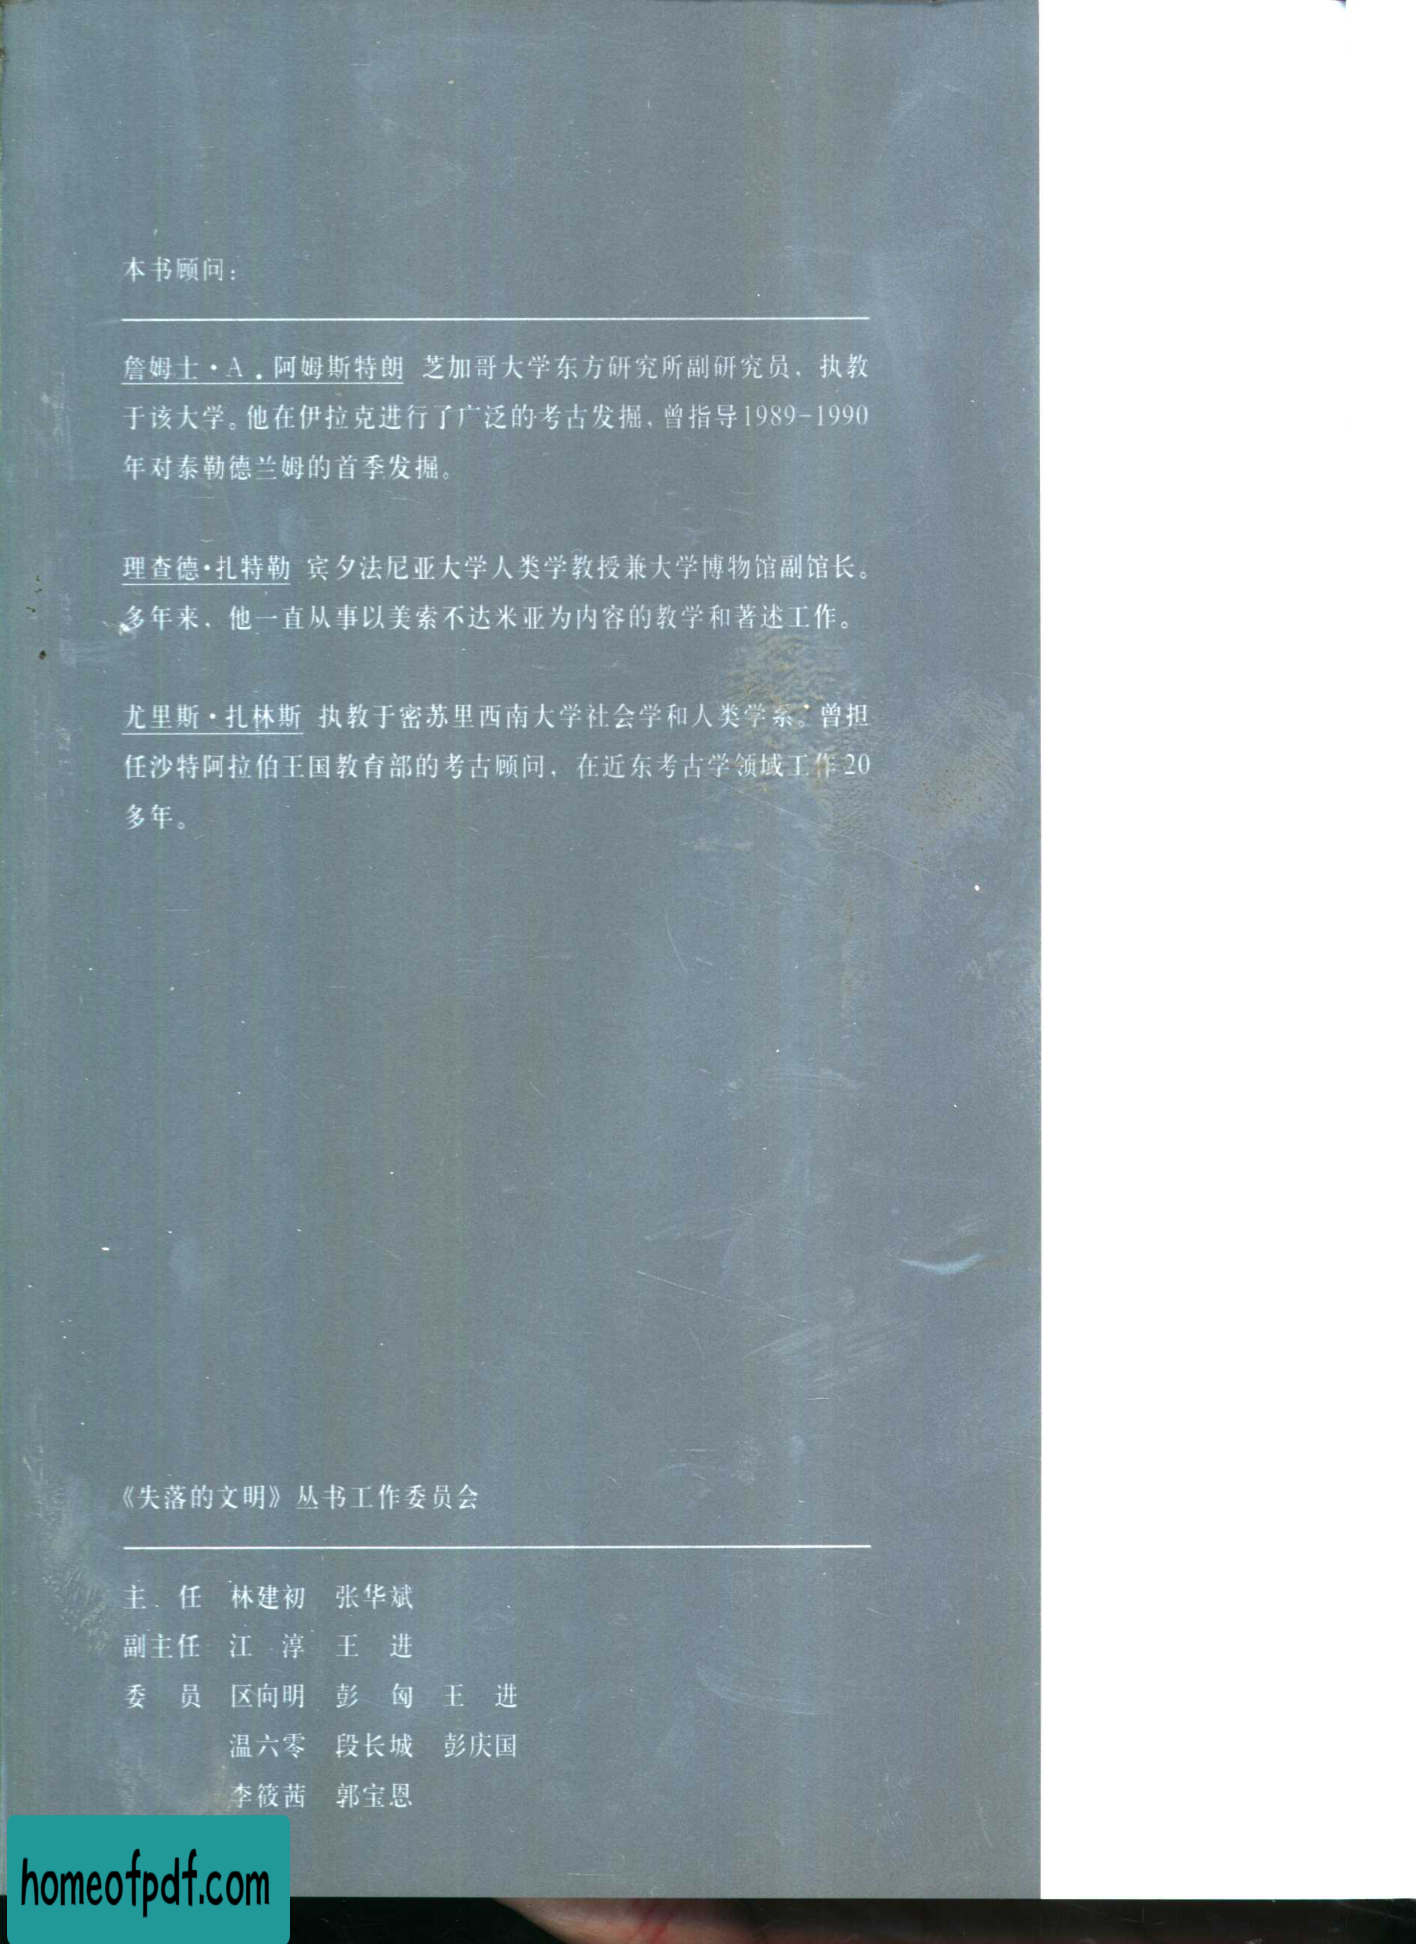 本书顾问：
詹姆士·A．阿姆斯特朗 芝加哥大学东方研究所副研究员，执教
于该大学。他在伊拉克进行了广泛的考古发掘，曾指导1989-1990
年对泰勒德兰姆的首季发掘。
理查德·扎特勒 宾夕法尼亚大学人类学教授兼大学博物馆副馆长。
多年来，他一直从事以美索不达米亚为内容的教学和著述工作。
尤里斯·扎林斯 执教于密苏里西南大学社会学和人类学系。曾担
任沙特阿拉伯王国教育部的考古顾问，在近东考古学领域工作20
多年。
《失落的文明》丛书工作委员会
主 任 林建初 张华斌
副主任 江 淳 王 进
委 员 区向明 彭 匈 王 进
温六零 段长城 彭庆国
李筱茜 郭宝恩
homeofpdf.com